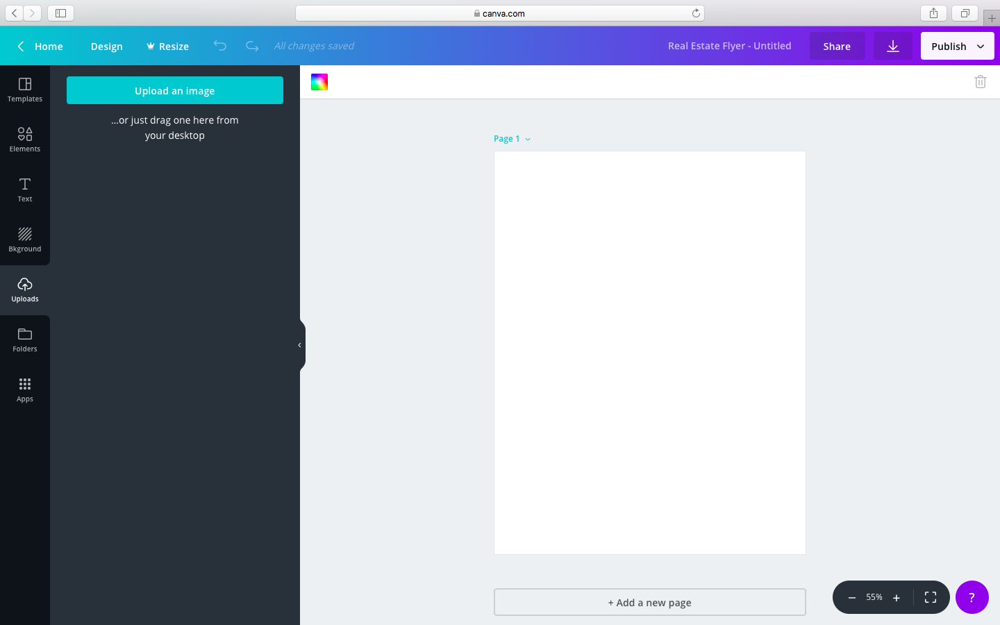 canva.com
Home
Design
Resize
All changes saved
Real Estate Flyer - Untitled
Share
Publish
Templates
Elements
Text
Bkground
Uploads
Folders
Apps
Upload an image
...or just drag one here from
your desktop
Page 1
+ Add a new page
− 55% +
?